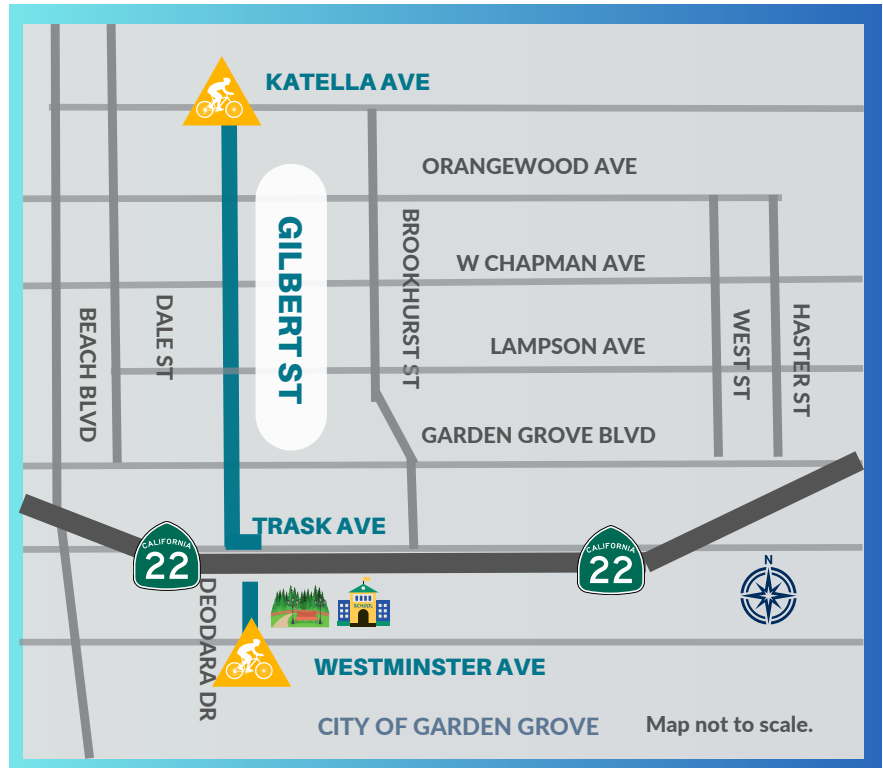 KATELLA AVE
ORANGEWOOD AVE
GILBERT ST
BROOKHURST ST
W CHAPMAN AVE
BEACH BLVD
DALE ST
WEST ST
HASTER ST
LAMPSON AVE
GARDEN GROVE BLVD
TRASK AVE
CALIFORNIA
22
CALIFORNIA
22
N
DEODARA DR
SCHOOL
WESTMINSTER AVE
CITY OF GARDEN GROVE
Map not to scale.